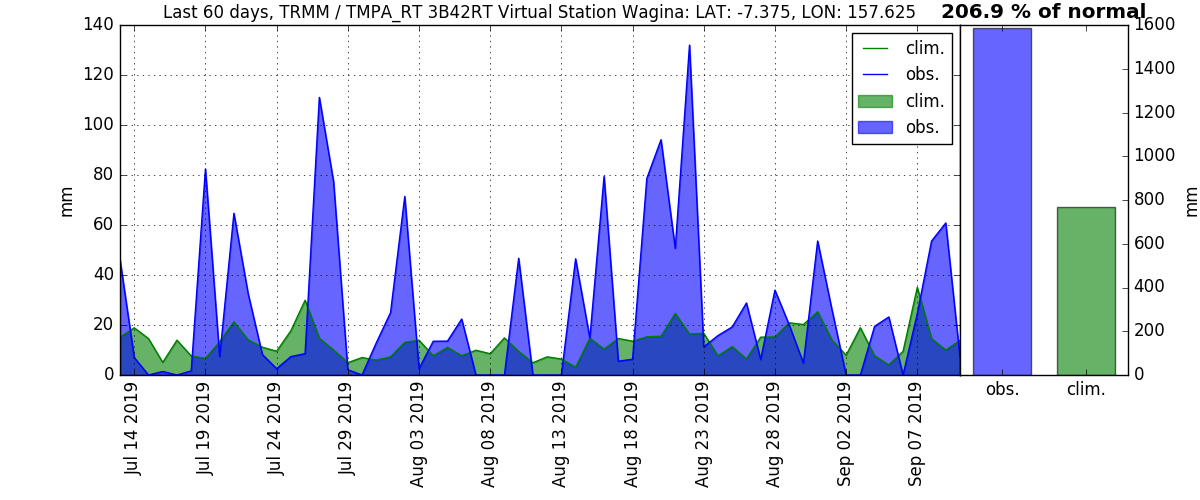 Last 60 days, TRMM / TMPA_RT 3B42RT Virtual Station Wagina: LAT: -7.375, LON: 157.625
206.9 % of normal
140
120
100
80
60
40
20
0
mm
clim.
obs.
clim.
obs.
1600
1400
1200
1000
800
600
400
200
0
mm
Jul 14 2019
Jul 19 2019
Jul 24 2019
Jul 29 2019
Aug 03 2019
Aug 08 2019
Aug 13 2019
Aug 18 2019
Aug 23 2019
Aug 28 2019
Sep 02 2019
Sep 07 2019
obs.
clim.